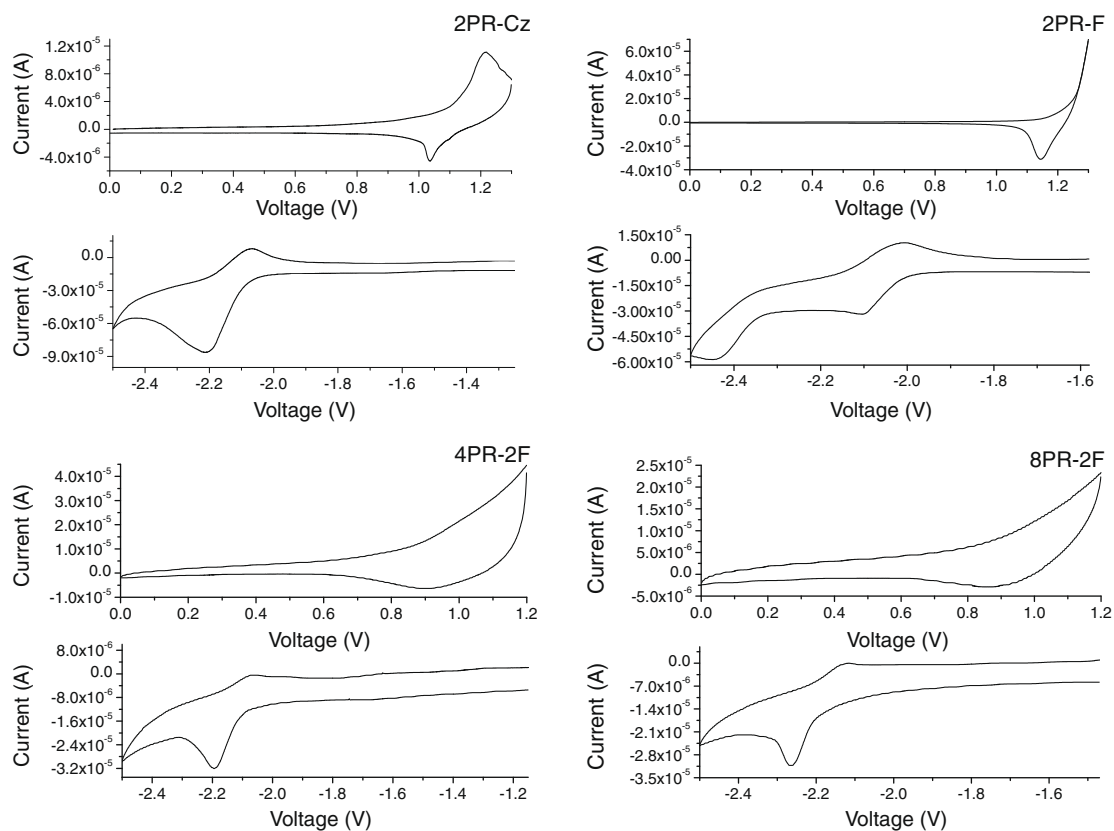 2PR-Cz
Current (A)
1.2x10⁻⁵
8.0x10⁻⁶
4.0x10⁻⁶
0.0
-4.0x10⁻⁶
0.0 0.2 0.4 0.6 0.8 1.0 1.2
Voltage (V)
Current (A)
0.0
-3.0x10⁻⁵
-6.0x10⁻⁵
-9.0x10⁻⁵
-2.4 -2.2 -2.0 -1.8 -1.6 -1.4
Voltage (V)
2PR-F
Current (A)
6.0x10⁻⁵
4.0x10⁻⁵
2.0x10⁻⁵
0.0
-2.0x10⁻⁵
-4.0x10⁻⁵
0.0 0.2 0.4 0.6 0.8 1.0 1.2
Voltage (V)
Current (A)
1.50x10⁻⁵
0.00
-1.50x10⁻⁵
-3.00x10⁻⁵
-4.50x10⁻⁵
-6.00x10⁻⁵
-2.4 -2.2 -2.0 -1.8 -1.6
Voltage (V)
4PR-2F
Current (A)
4.0x10⁻⁵
3.0x10⁻⁵
2.0x10⁻⁵
1.0x10⁻⁵
0.0
-1.0x10⁻⁵
0.0 0.2 0.4 0.6 0.8 1.0 1.2
Voltage (V)
Current (A)
8.0x10⁻⁶
0.0
-8.0x10⁻⁶
-1.6x10⁻⁵
-2.4x10⁻⁵
-3.2x10⁻⁵
-2.4 -2.2 -2.0 -1.8 -1.6 -1.4 -1.2
Voltage (V)
8PR-2F
Current (A)
2.5x10⁻⁵
2.0x10⁻⁵
1.5x10⁻⁵
1.0x10⁻⁵
5.0x10⁻⁶
0.0
-5.0x10⁻⁶
0.0 0.2 0.4 0.6 0.8 1.0 1.2
Voltage (V)
Current (A)
0.0
-7.0x10⁻⁶
-1.4x10⁻⁵
-2.1x10⁻⁵
-2.8x10⁻⁵
-3.5x10⁻⁵
-2.4 -2.2 -2.0 -1.8 -1.6
Voltage (V)